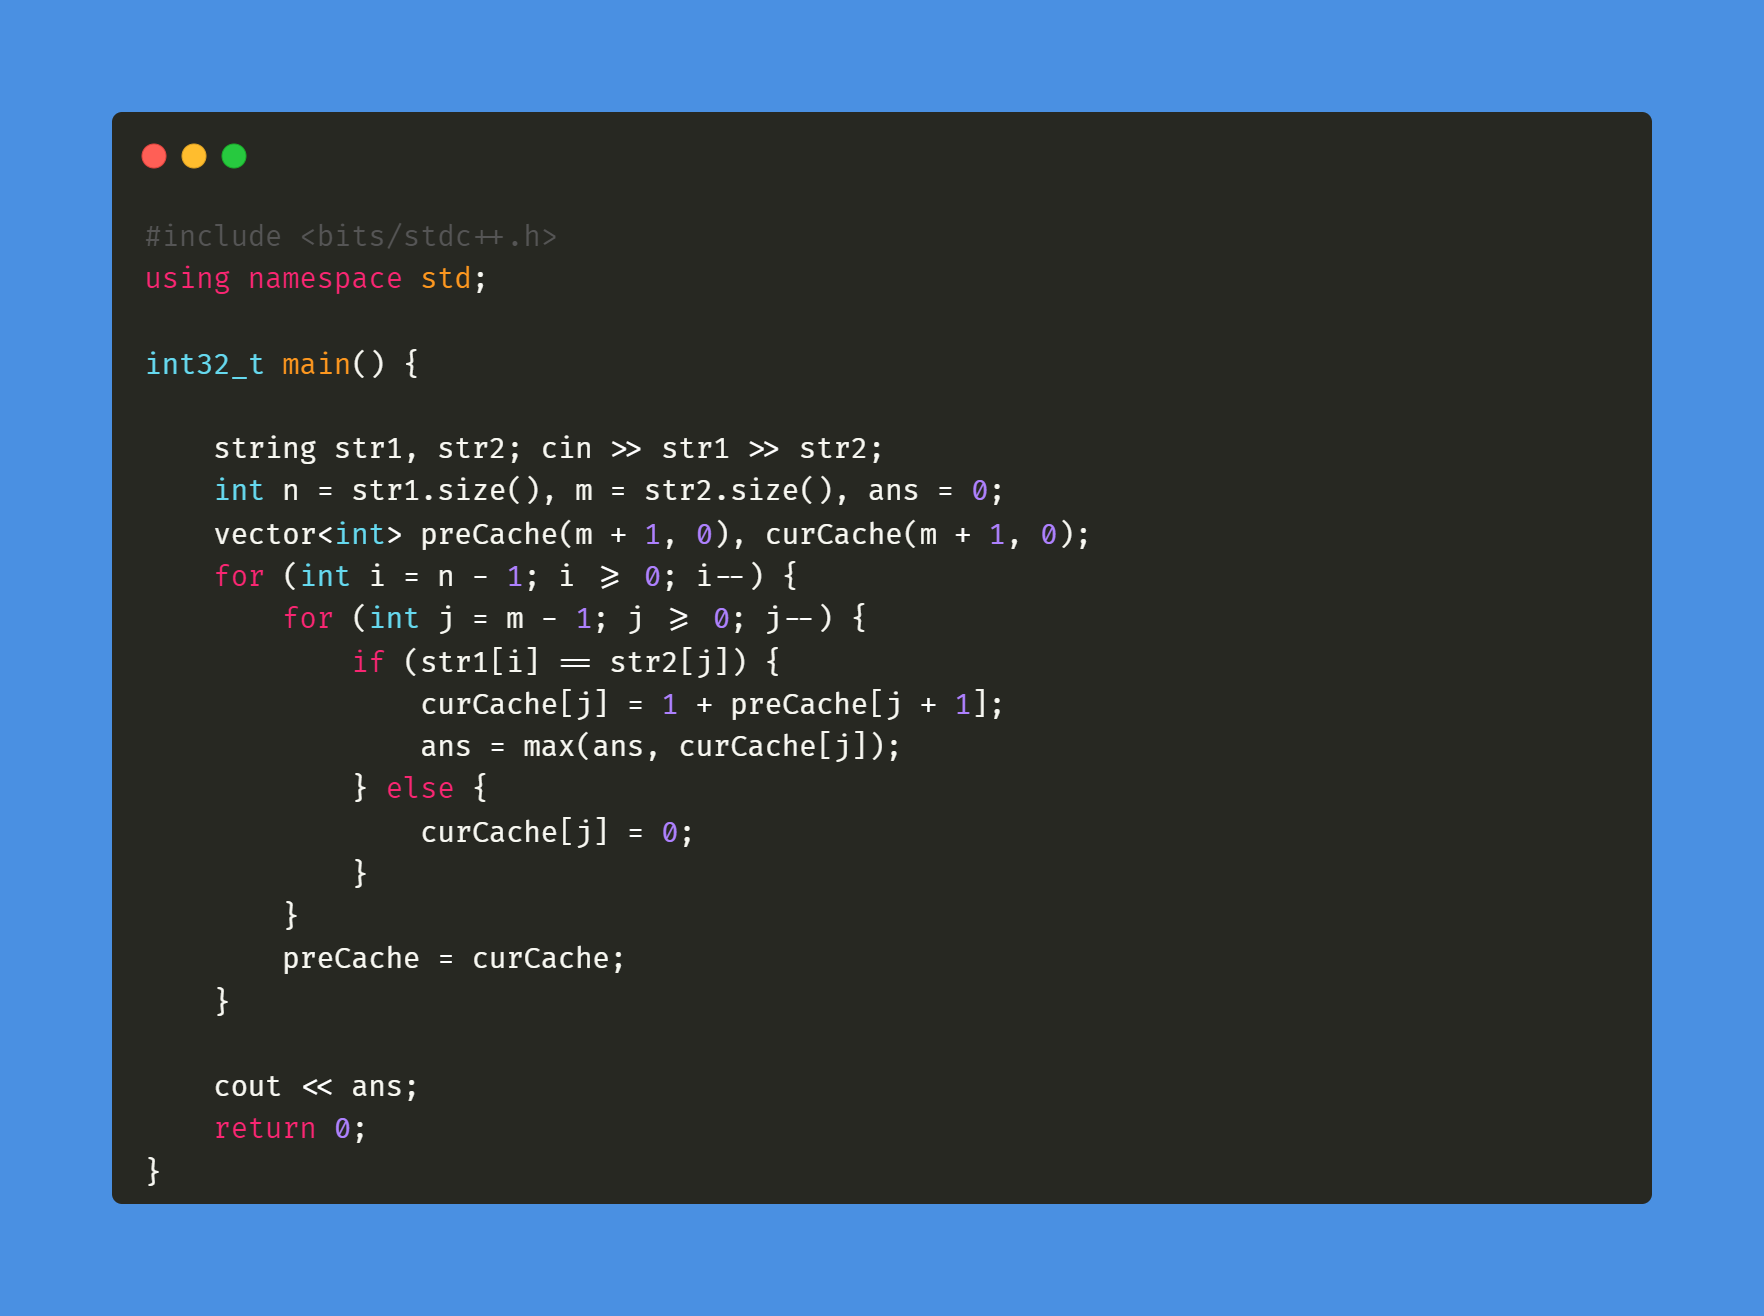 #include <bits/stdc++.h>
using namespace std;
int32_t main() {
string str1, str2; cin >> str1 >> str2;
int n = str1.size(), m = str2.size(), ans = 0;
vector<int> preCache(m + 1, 0), curCache(m + 1, 0);
for (int i = n - 1; i >= 0; i--) {
for (int j = m - 1; j >= 0; j--) {
if (str1[i] == str2[j]) {
curCache[j] = 1 + preCache[j + 1];
ans = max(ans, curCache[j]);
} else {
curCache[j] = 0;
}
}
preCache = curCache;
}
cout << ans;
return 0;
}